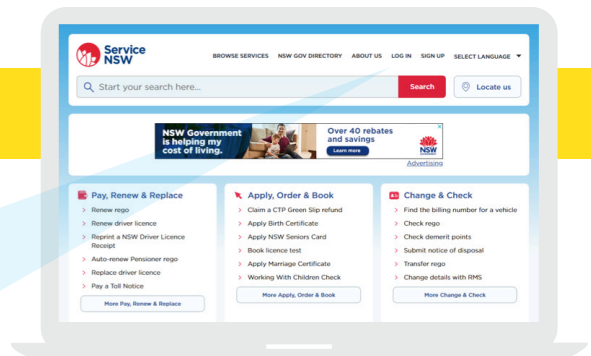 Service
NSW
BROWSE SERVICES NSW GOV DIRECTORY ABOUT US LOG IN SIGN UP SELECT LANGUAGE
Start your search here...
Search
Locate us
NSW Government
is helping my
cost of living.
Over 40 rebates
and savings
Learn more
NSW
Advertising
Pay, Renew & Replace
Renew rego
Renew driver licence
Reprint a NSW Driver Licence
Receipt
Auto-renew Pensioner rego
Replace driver licence
Pay a Toll Notice
More Pay, Renew & Replace
Apply, Order & Book
Claim a CTP Green Slip refund
Apply Birth Certificate
Apply NSW Seniors Card
Book licence test
Apply Marriage Certificate
Working With Children Check
More Apply, Order & Book
Change & Check
Find the billing number for a vehicle
Check rego
Check demerit points
Submit notice of disposal
Transfer rego
Change details with RMS
More Change & Check